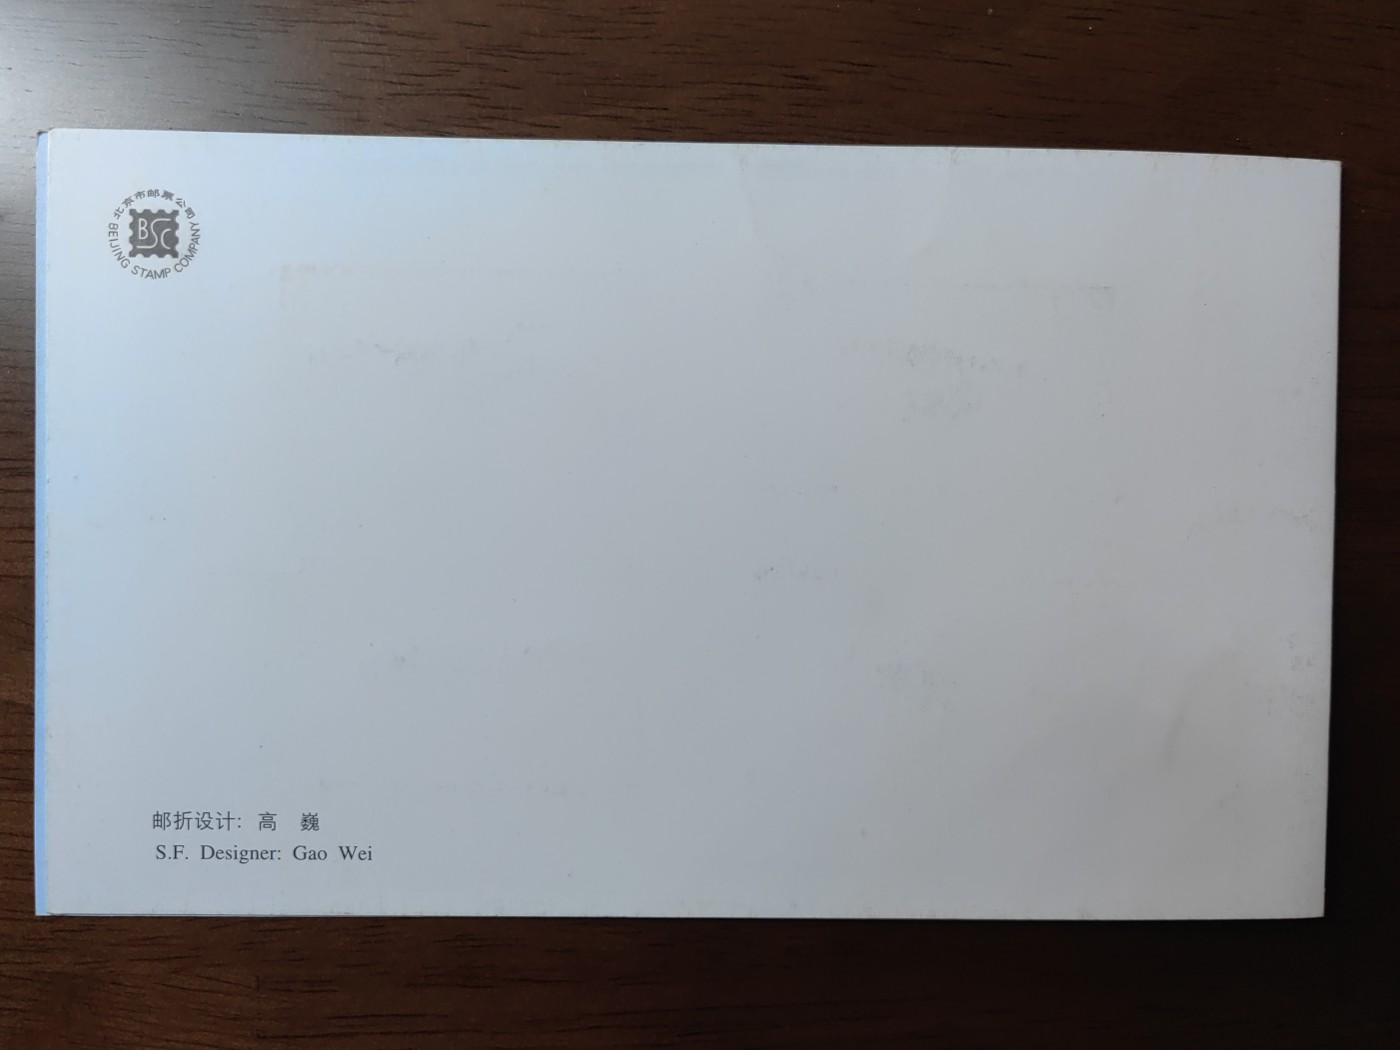 北京市邮票公司
BSC
BEIJING STAMP COMPANY
邮折设计: 高 巍
S.F. Designer: Gao Wei